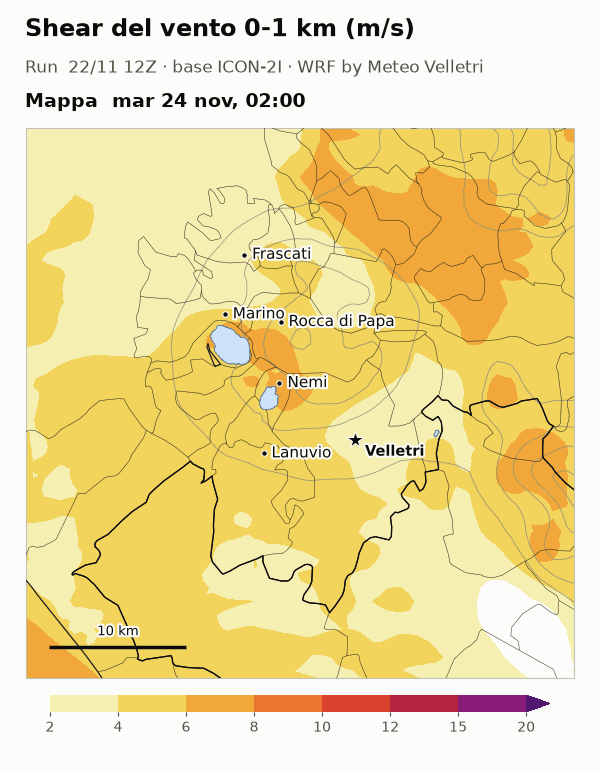 Shear del vento 0-1 km (m/s)
Run  22/11 12Z · base ICON-2I · WRF by Meteo Velletri
Mappa  mar 24 nov, 02:00
Frascati
Marino
Rocca di Papa
Nemi
Velletri
Lanuvio
10 km
2 4 6 8 10 12 15 20